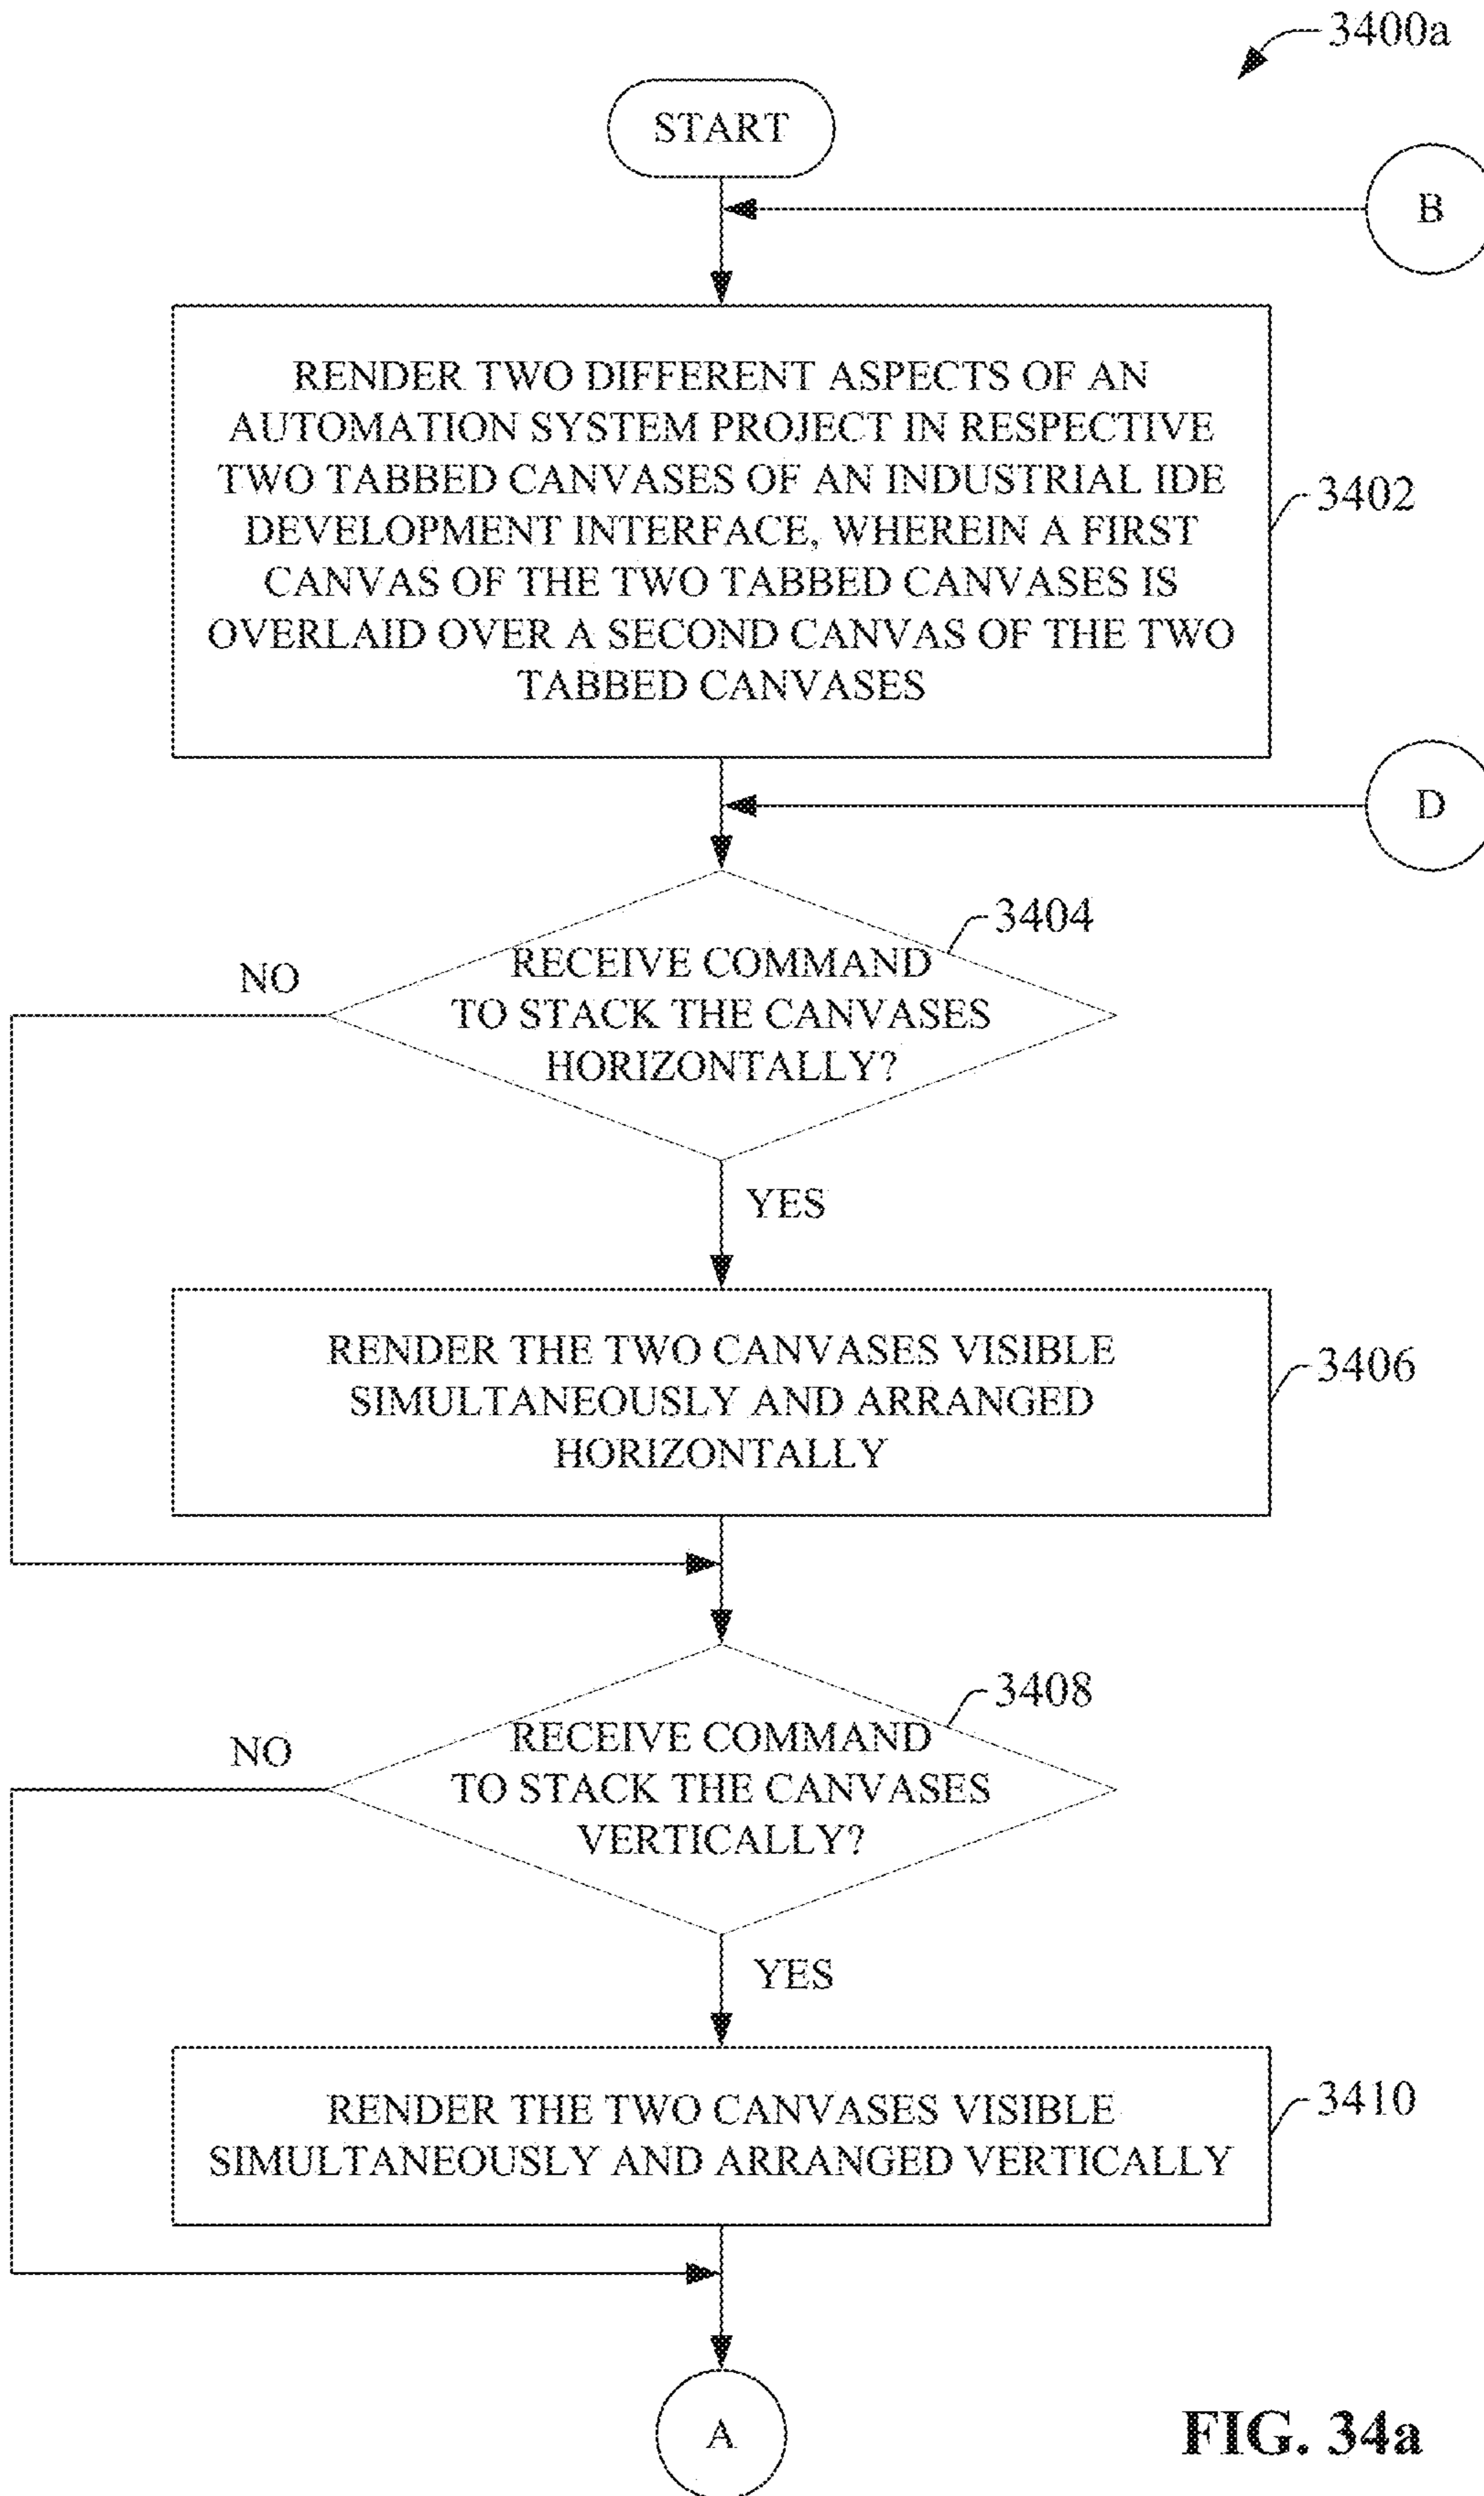 3400a
START
B
RENDER TWO DIFFERENT ASPECTS OF AN
AUTOMATION SYSTEM PROJECT IN RESPECTIVE
TWO TABBED CANVASES OF AN INDUSTRIAL IDE
DEVELOPMENT INTERFACE, WHEREIN A FIRST
CANVAS OF THE TWO TABBED CANVASES IS
OVERLAID OVER A SECOND CANVAS OF THE TWO
TABBED CANVASES
3402
D
3404
NO
RECEIVE COMMAND
TO STACK THE CANVASES
HORIZONTALLY?
YES
RENDER THE TWO CANVASES VISIBLE
SIMULTANEOUSLY AND ARRANGED
HORIZONTALLY
3406
3408
NO
RECEIVE COMMAND
TO STACK THE CANVASES
VERTICALLY?
YES
RENDER THE TWO CANVASES VISIBLE
SIMULTANEOUSLY AND ARRANGED VERTICALLY
3410
A
FIG. 34a